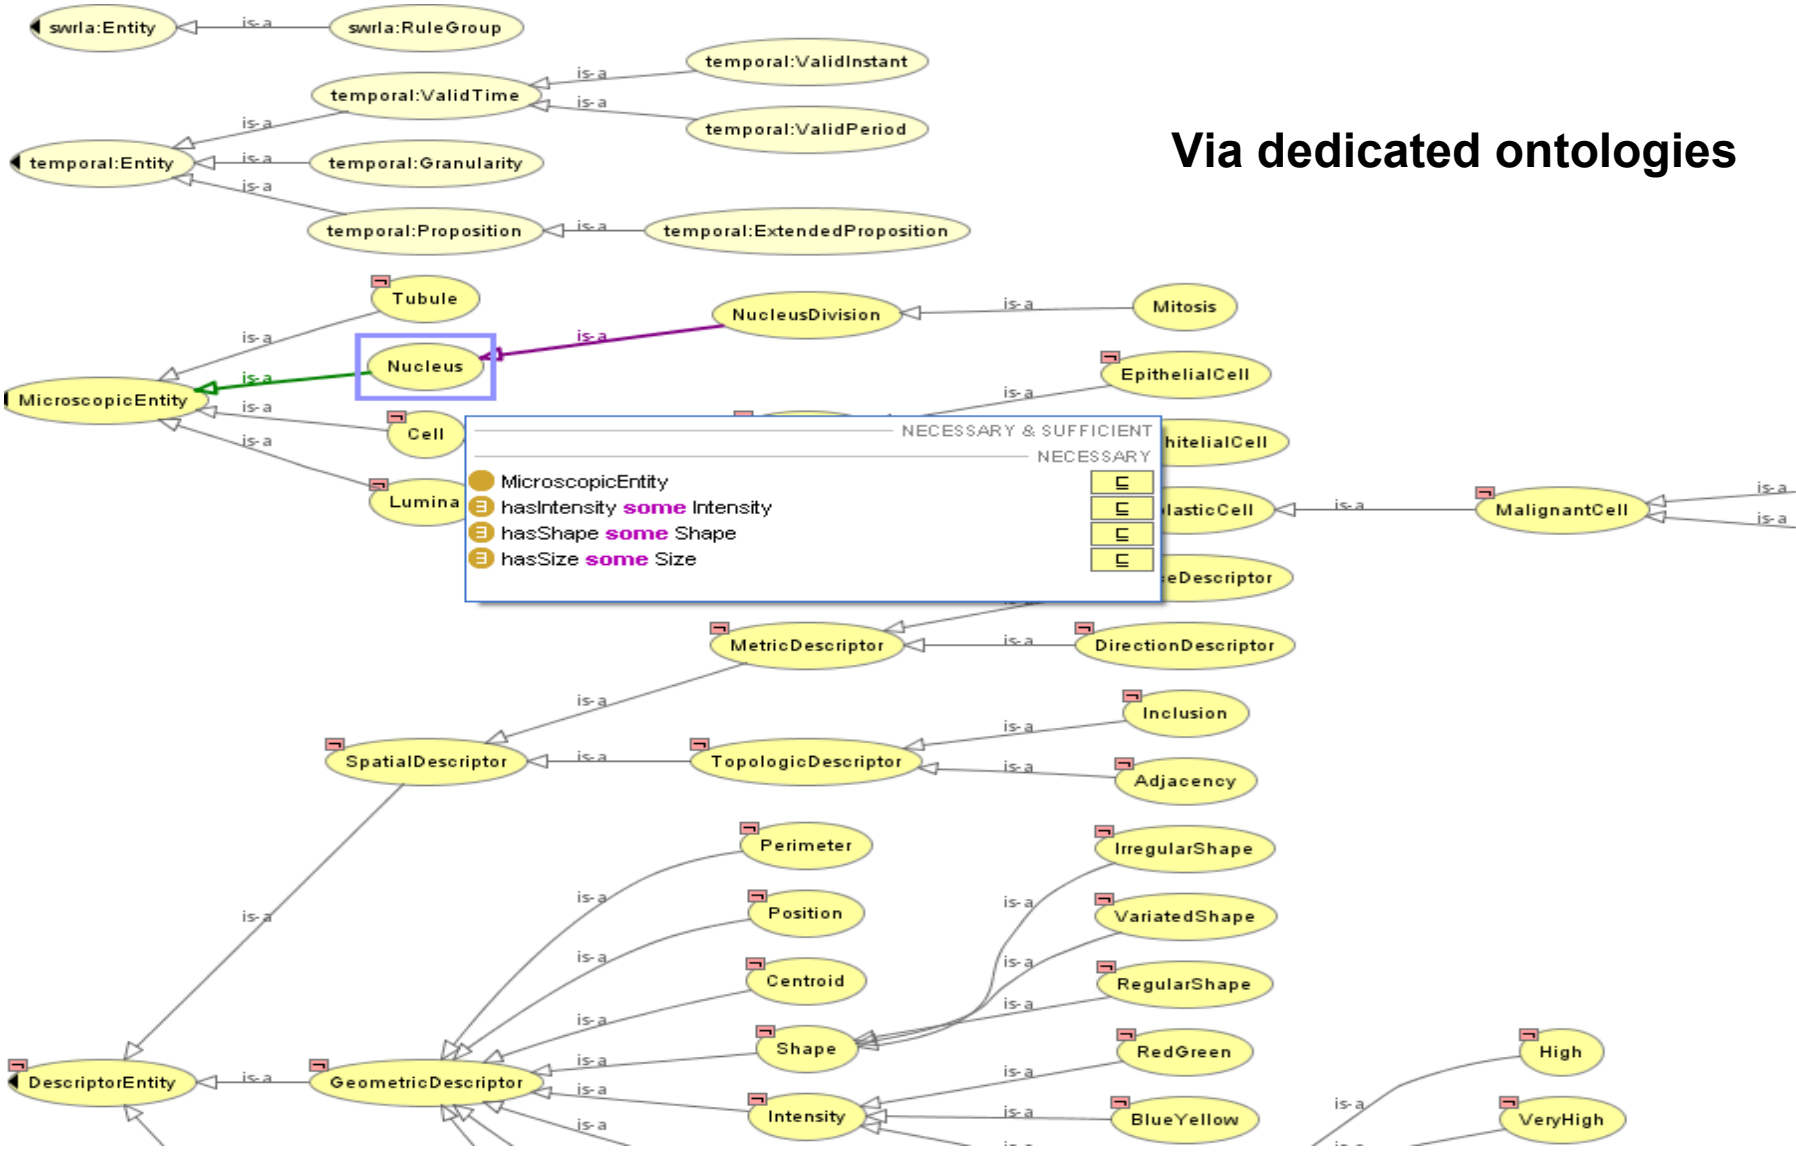 swrla:Entity
is-a
swrla:RuleGroup
temporal:ValidInstant
is-a
temporal:ValidTime
is-a
temporal:ValidPeriod
is-a
Via dedicated ontologies
temporal:Entity
is-a
temporal:Granularity
is-a
temporal:Proposition
is-a
temporal:ExtendedProposition
Tubule
is-a
NucleusDivision
is-a
Mitosis
is-a
Nucleus
is-a
EpithelialCell
is-a
MicroscopicEntity
is-a
Cell
is-a
Lumina
NECESSARY & SUFFICIENT
NECESSARY
MicroscopicEntity
hasIntensity some Intensity
hasShape some Shape
hasSize some Size
hitelialCell
lasticCell
is-a
MalignantCell
is-a
is-a
eDescriptor
MetricDescriptor
is-a
DirectionDescriptor
is-a
Inclusion
is-a
SpatialDescriptor
is-a
TopologicDescriptor
is-a
Adjacency
Perimeter
IrregularShape
is-a
is-a
Position
VariatedShape
is-a
is-a
is-a
Centroid
RegularShape
is-a
is-a
Shape
is-a
RedGreen
is-a
High
DescriptorEntity
is-a
GeometricDescriptor
is-a
Intensity
is-a
BlueYellow
is-a
VeryHigh
is-a